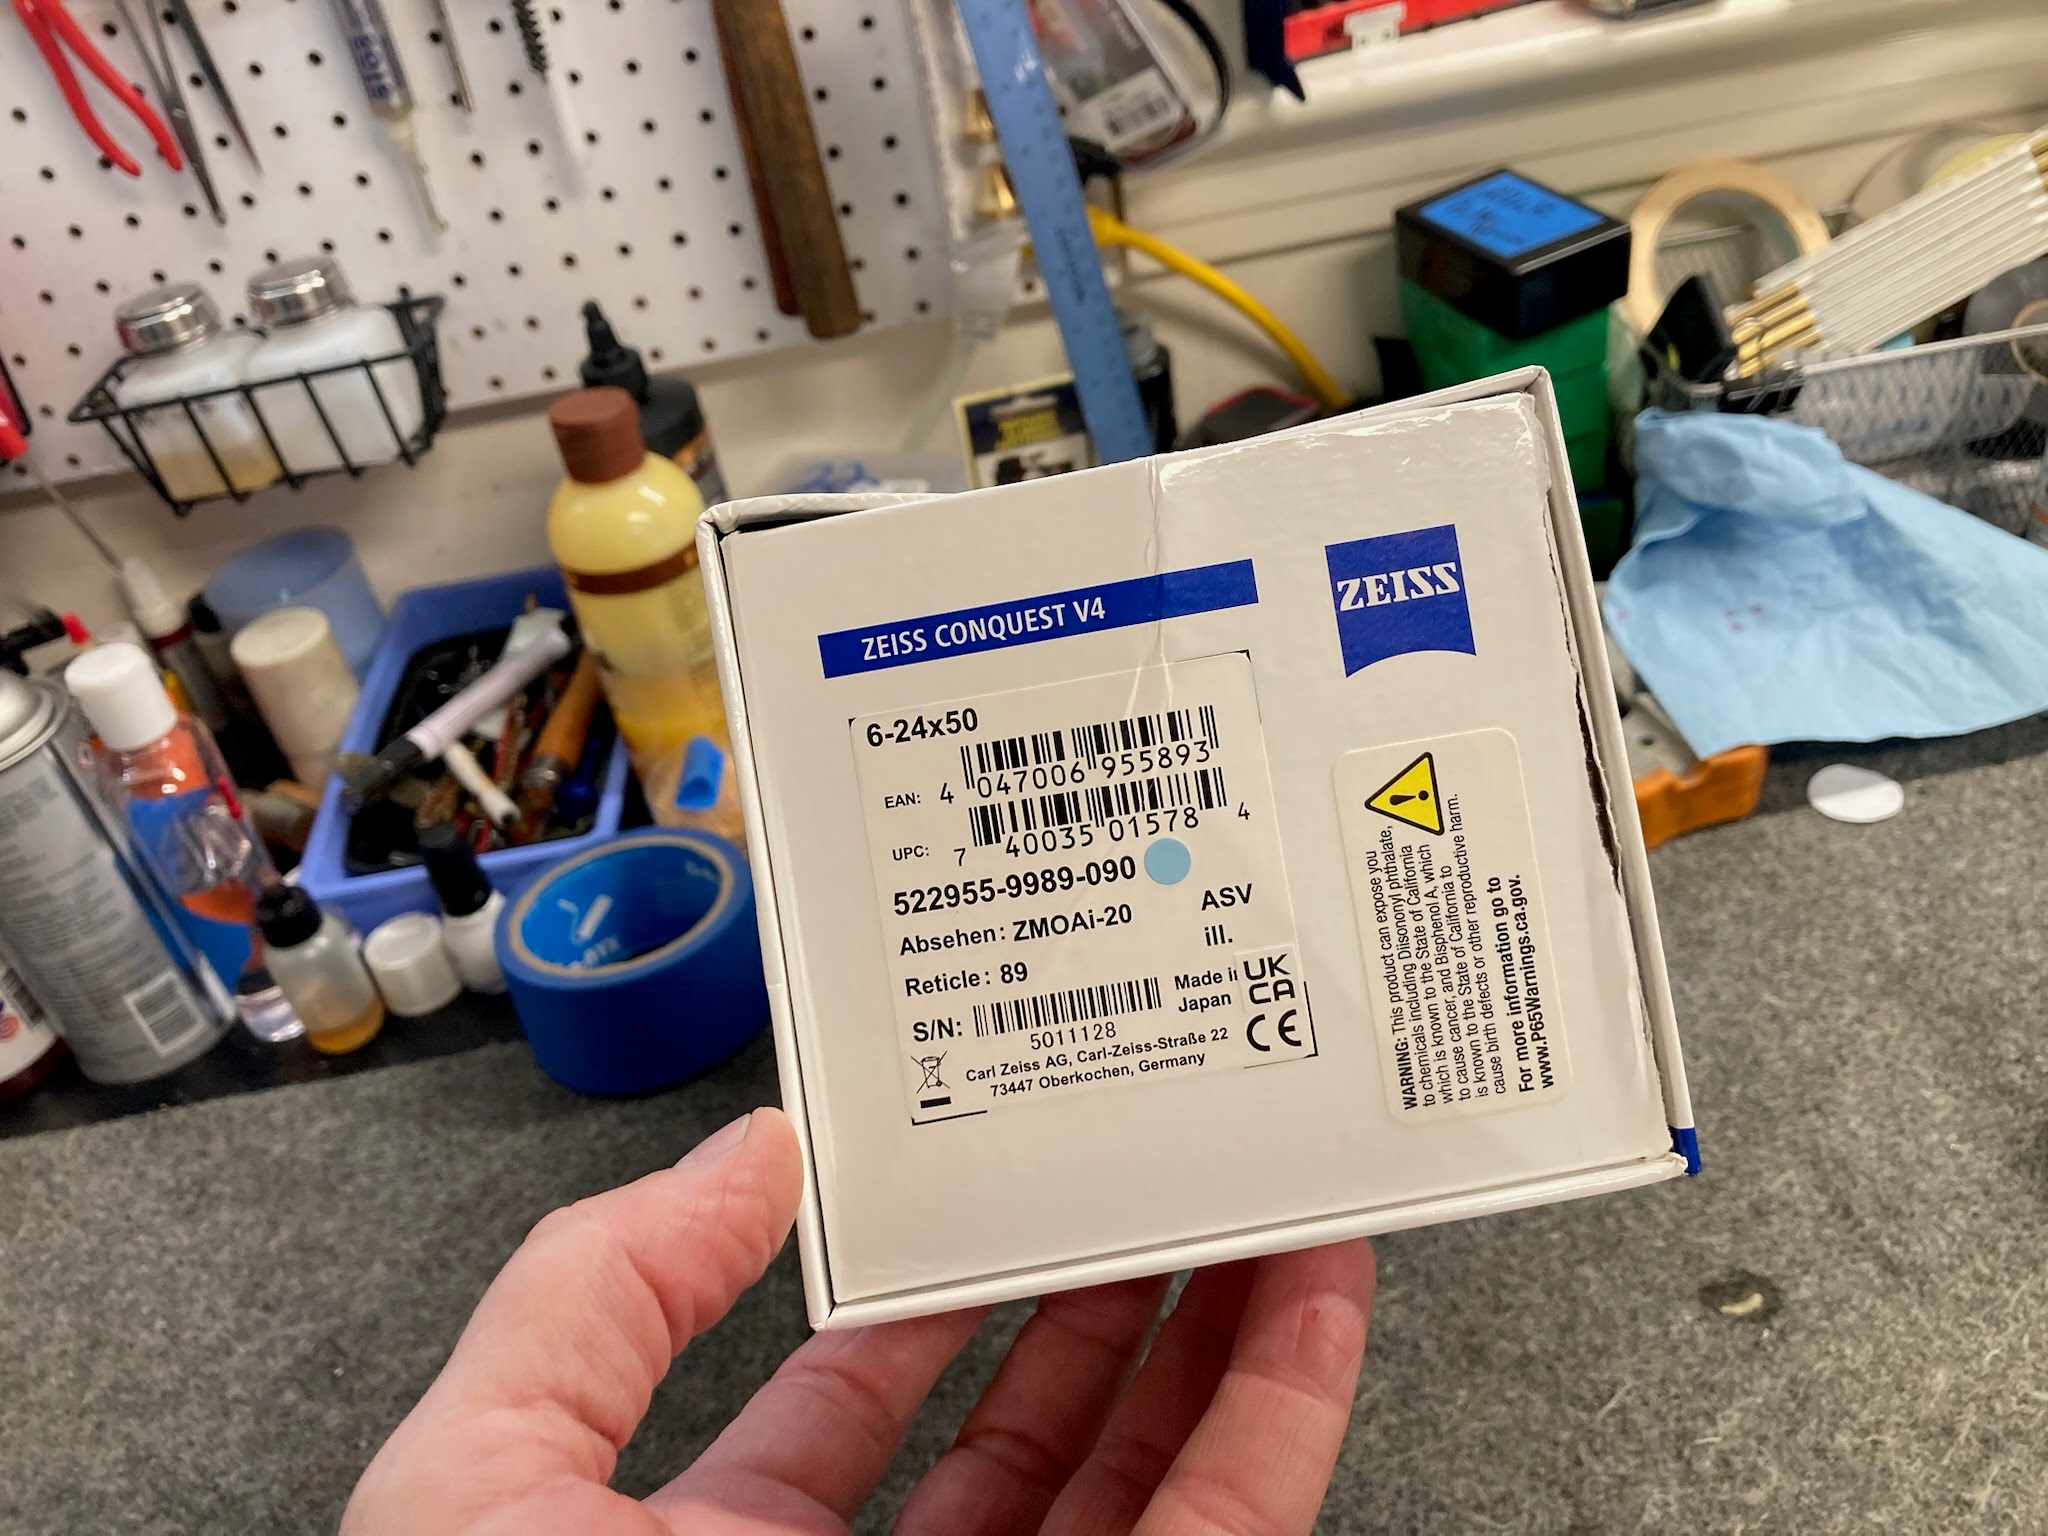 ZEISS CONQUEST V4
ZEISS
6-24x50
EAN: 4 047006 955893
UPC: 7 40035 01578 4
522955-9989-090
Absehen: ZMOAi-20
ASV
ill.
Reticle: 89
S/N:
5011128
Made in
Japan
UK
CA
CE
Carl Zeiss AG, Carl-Zeiss-Straße 22
73447 Oberkochen, Germany
WARNING: This product can expose you
to chemicals including Diisononyl phthalate,
which is known to the State of California
to cause cancer, and Bisphenol A, which
is known to the State of California to
cause birth defects or other reproductive harm.
For more information go to
www.P65Warnings.ca.gov.